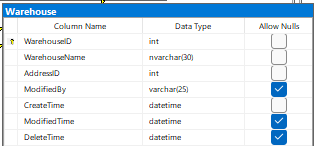 Warehouse
Column Name Data Type Allow Nulls
WarehouseID int
WarehouseName nvarchar(30)
AddressID int
ModifiedBy varchar(25)
CreateTime datetime
ModifiedTime datetime
DeleteTime datetime